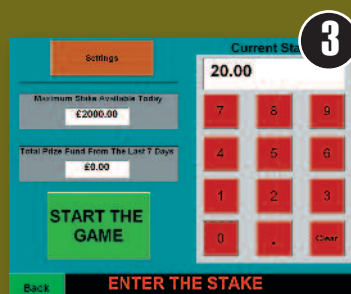 3
Settings
Current Sta
20.00
Maximum Stake Available Today
£2000.00
Total Prize Fund From The Last 7 Days
£0.00
START THE
GAME
7 8 9
4 5 6
1 2 3
0 . Clear
Back
ENTER THE STAKE